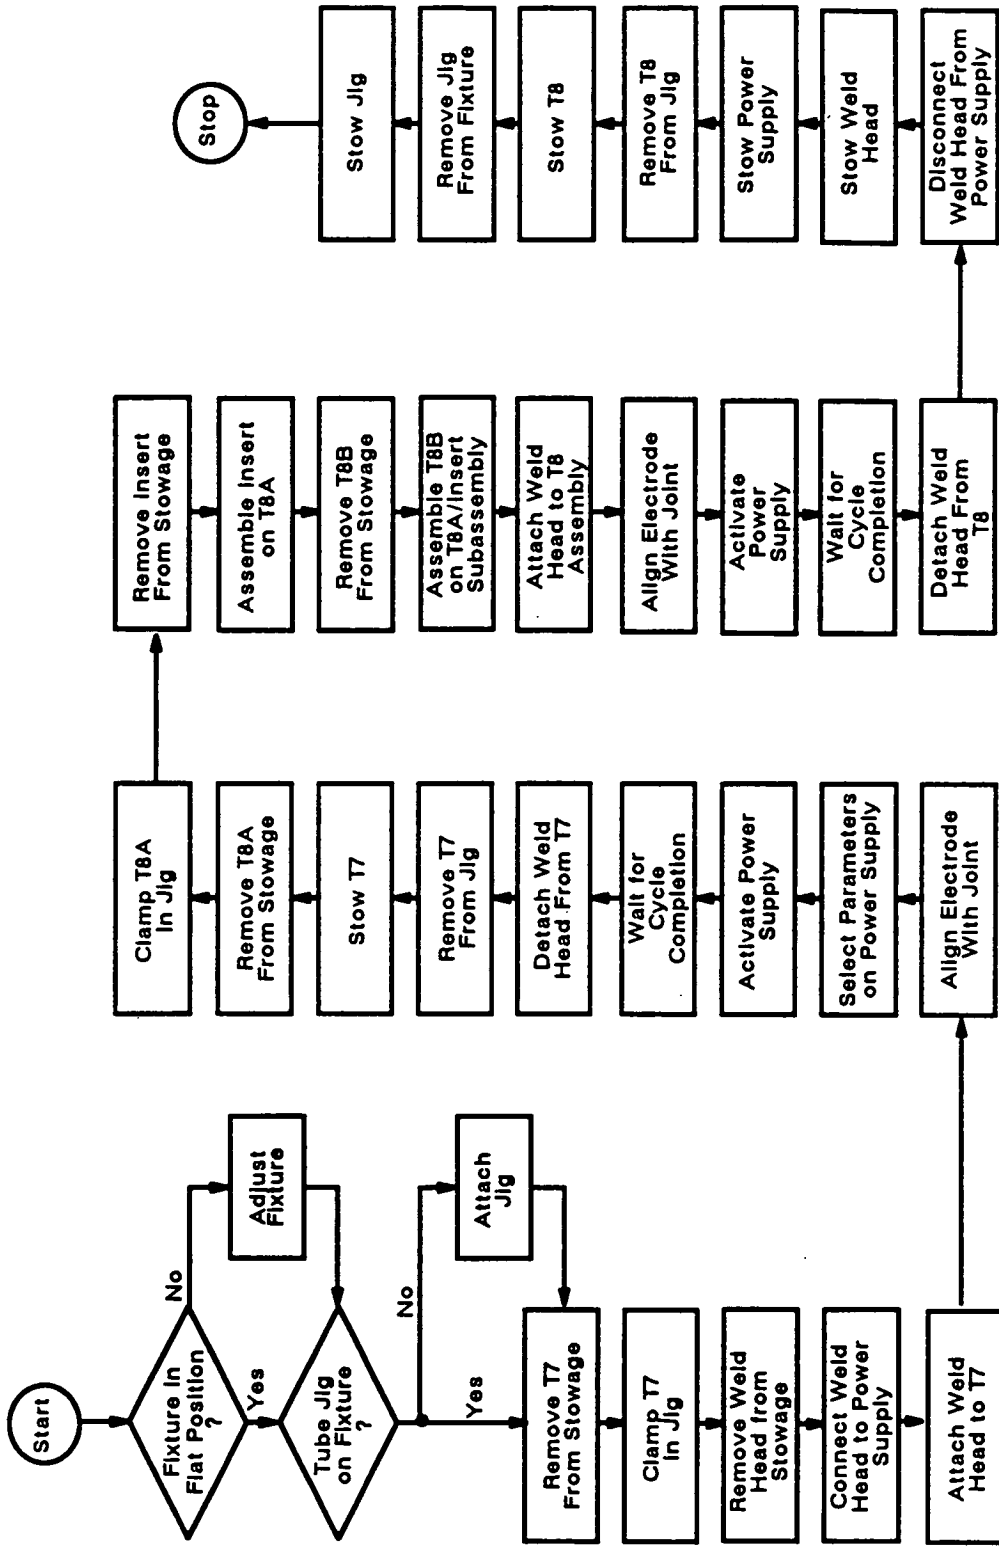 Start
Fixture In
Flat Position
?
No
Yes
Adjust
Fixture
Tube Jig
on Fixture
?
No
Yes
Attach
Jig
Remove T7
From Stowage
Clamp T7
in Jig
Remove Weld
Head from
Stowage
Connect Weld
Head to Power
Supply
Attach Weld
Head to T7
Align Electrode
With Joint
Select Parameters
on Power Supply
Activate Power
Supply
Wait for
Cycle
Completion
Detach Weld
Head From T7
Remove T7
From Jig
Stow T7
Remove T8A
From Stowage
Clamp T8A
In Jig
Remove Insert
From Stowage
Assemble Insert
on T8A
Remove T8B
From Stowage
Assemble T8B
on T8A/Insert
Subassembly
Attach Weld
Head to T8
Assembly
Align Electrode
With Joint
Activate
Power
Supply
Wait for
Cycle
Completion
Detach Weld
Head From
T8
Disconnect
Weld Head From
Power Supply
Stow Weld
Head
Stow Power
Supply
Remove T8
From Jig
Stow T8
Remove Jig
From Fixture
Stow Jig
Stop